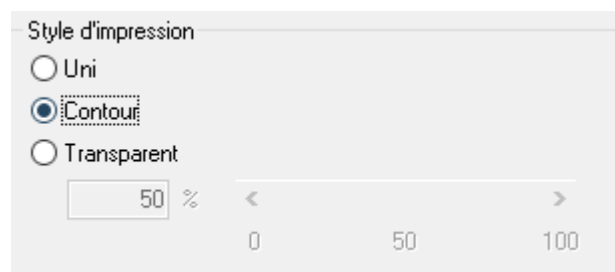 Style d'impression
Uni
Contour
Transparent
50 %
0 50 100